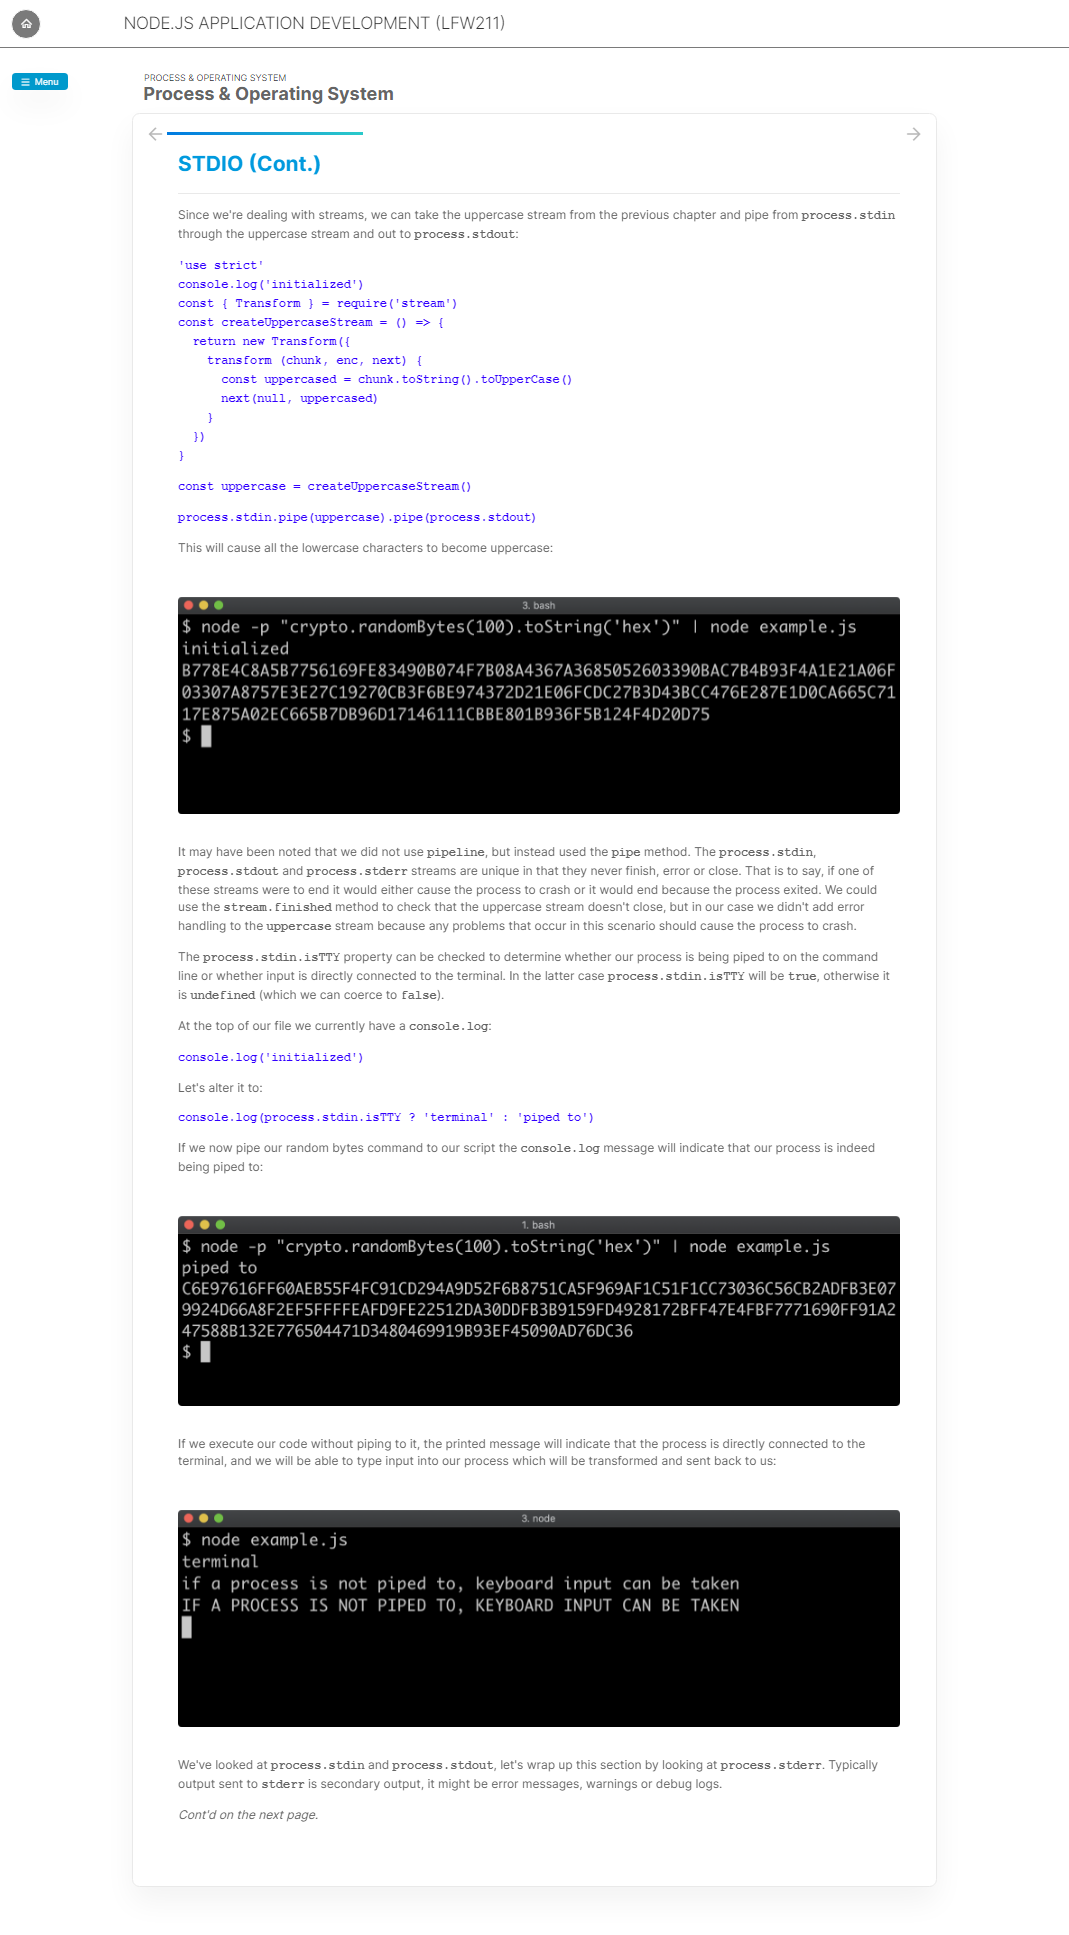 NODE.JS APPLICATION DEVELOPMENT (LFW211)
Menu
PROCESS & OPERATING SYSTEM
Process & Operating System
STDIO (Cont.)
Since we're dealing with streams, we can take the uppercase stream from the previous chapter and pipe from process.stdin
through the uppercase stream and out to process.stdout:
'use strict'
console.log('initialized')
const { Transform } = require('stream')
const createUppercaseStream = () => {
  return new Transform({
    transform (chunk, enc, next) {
      const uppercased = chunk.toString().toUpperCase()
      next(null, uppercased)
    }
  })
}
const uppercase = createUppercaseStream()
process.stdin.pipe(uppercase).pipe(process.stdout)
This will cause all the lowercase characters to become uppercase:
3. bash
$ node -p "crypto.randomBytes(100).toString('hex')" | node example.js
initialized
B778E4C8A5B7756169FE83490B074F7B08A4367A3685052603390BAC7B4B93F4A1E21A06F
03307A8757E3E27C19270CB3F6BE974372D21E06FCDC27B3D43BCC476E287E1D0CA665C71
17E875A02EC665B7DB96D17146111CBBE801B936F5B124F4D20D75
$
It may have been noted that we did not use pipeline, but instead used the pipe method. The process.stdin,
process.stdout and process.stderr streams are unique in that they never finish, error or close. That is to say, if one of
these streams were to end it would either cause the process to crash or it would end because the process exited. We could
use the stream.finished method to check that the uppercase stream doesn't close, but in our case we didn't add error
handling to the uppercase stream because any problems that occur in this scenario should cause the process to crash.
The process.stdin.isTTY property can be checked to determine whether our process is being piped to on the command
line or whether input is directly connected to the terminal. In the latter case process.stdin.isTTY will be true, otherwise it
is undefined (which we can coerce to false).
At the top of our file we currently have a console.log:
console.log('initialized')
Let's alter it to:
console.log(process.stdin.isTTY ? 'terminal' : 'piped to')
If we now pipe our random bytes command to our script the console.log message will indicate that our process is indeed
being piped to:
1. bash
$ node -p "crypto.randomBytes(100).toString('hex')" | node example.js
piped to
C6E97616FF60AEB55F4FC91CD294A9D52F6B8751CA5F969AF1C51F1CC73036C56CB2ADFB3E07
9924D66A8F2EF5FFFFEAFD9FE22512DA30DDFB3B9159FD4928172BFF47E4FBF7771690FF91A2
47588B132E776504471D3480469919B93EF45090AD76DC36
$
If we execute our code without piping to it, the printed message will indicate that the process is directly connected to the
terminal, and we will be able to type input into our process which will be transformed and sent back to us:
3. node
$ node example.js
terminal
if a process is not piped to, keyboard input can be taken
IF A PROCESS IS NOT PIPED TO, KEYBOARD INPUT CAN BE TAKEN
We've looked at process.stdin and process.stdout, let's wrap up this section by looking at process.stderr. Typically
output sent to stderr is secondary output, it might be error messages, warnings or debug logs.
Cont'd on the next page.